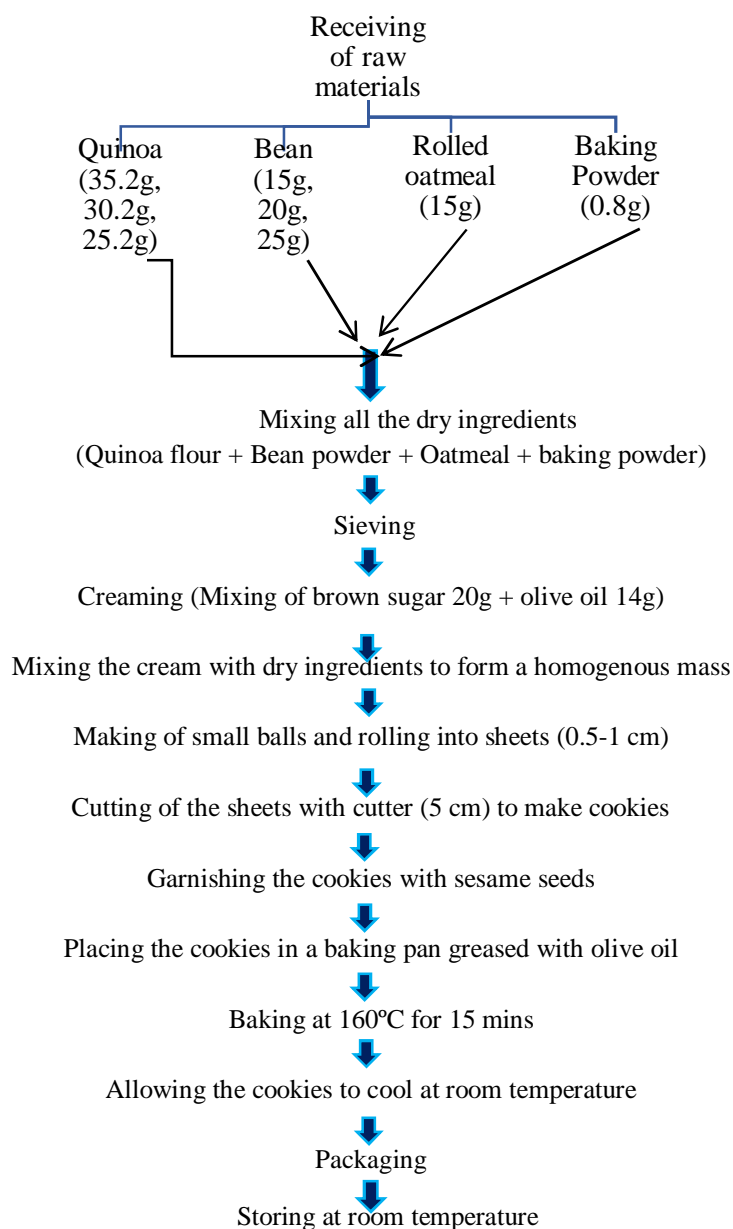 Receiving
of raw
materials
Quinoa
(35.2g,
30.2g,
25.2g)
Bean
(15g,
20g,
25g)
Rolled
oatmeal
(15g)
Baking
Powder
(0.8g)
Mixing all the dry ingredients
(Quinoa flour + Bean powder + Oatmeal + baking powder)
Sieving
Creaming (Mixing of brown sugar 20g + olive oil 14g)
Mixing the cream with dry ingredients to form a homogenous mass
Making of small balls and rolling into sheets (0.5-1 cm)
Cutting of the sheets with cutter (5 cm) to make cookies
Garnishing the cookies with sesame seeds
Placing the cookies in a baking pan greased with olive oil
Baking at 160ºC for 15 mins
Allowing the cookies to cool at room temperature
Packaging
Storing at room temperature